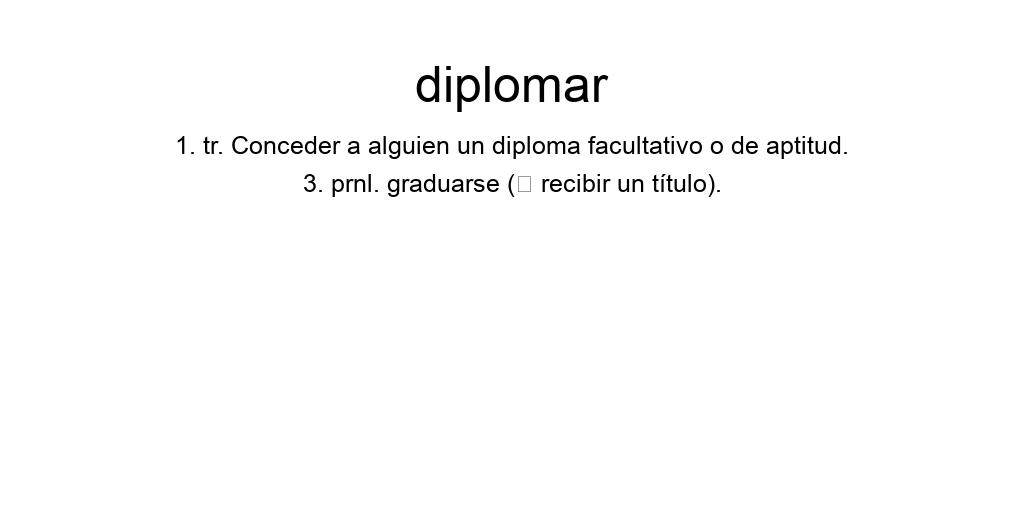 diplomar
1. tr. Conceder a alguien un diploma facultativo o de aptitud.
3. prnl. graduarse (□ recibir un título).